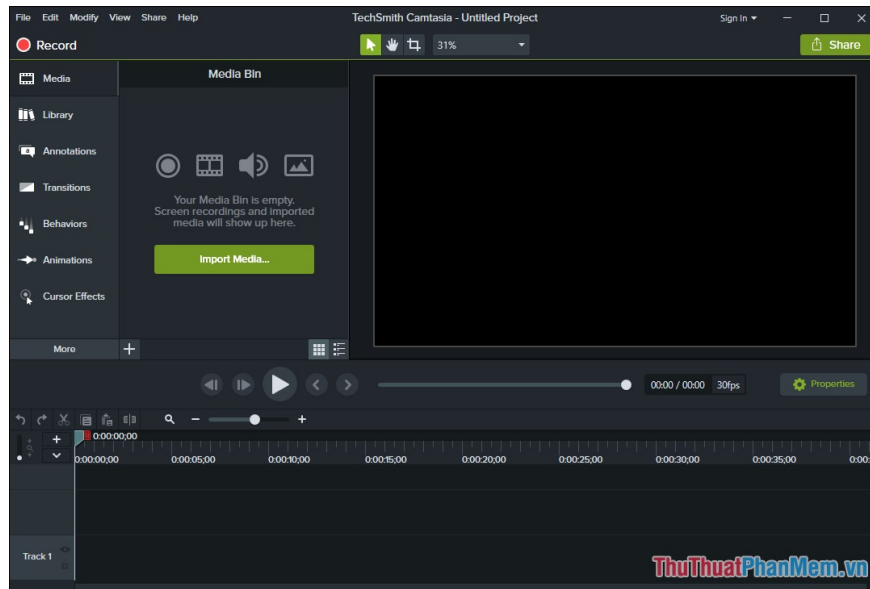 File Edit Modify View Share Help TechSmith Camtasia - Untitled Project Sign In
Record 31% Share
Media
Media Bin
Library
Annotations
Transitions
Behaviors
Animations
Cursor Effects
Your Media Bin is empty.
Screen recordings and imported
media will show up here.
Import Media...
More
00:00 / 00:00 30fps Properties
0:00:00;00
0:00:00;00 0:00:05;00 0:00:10;00 0:00:15;00 0:00:20;00 0:00:25;00 0:00:30;00 0:00:35;00 0:00:
Track 1
ThuThuatPhanMem.vn